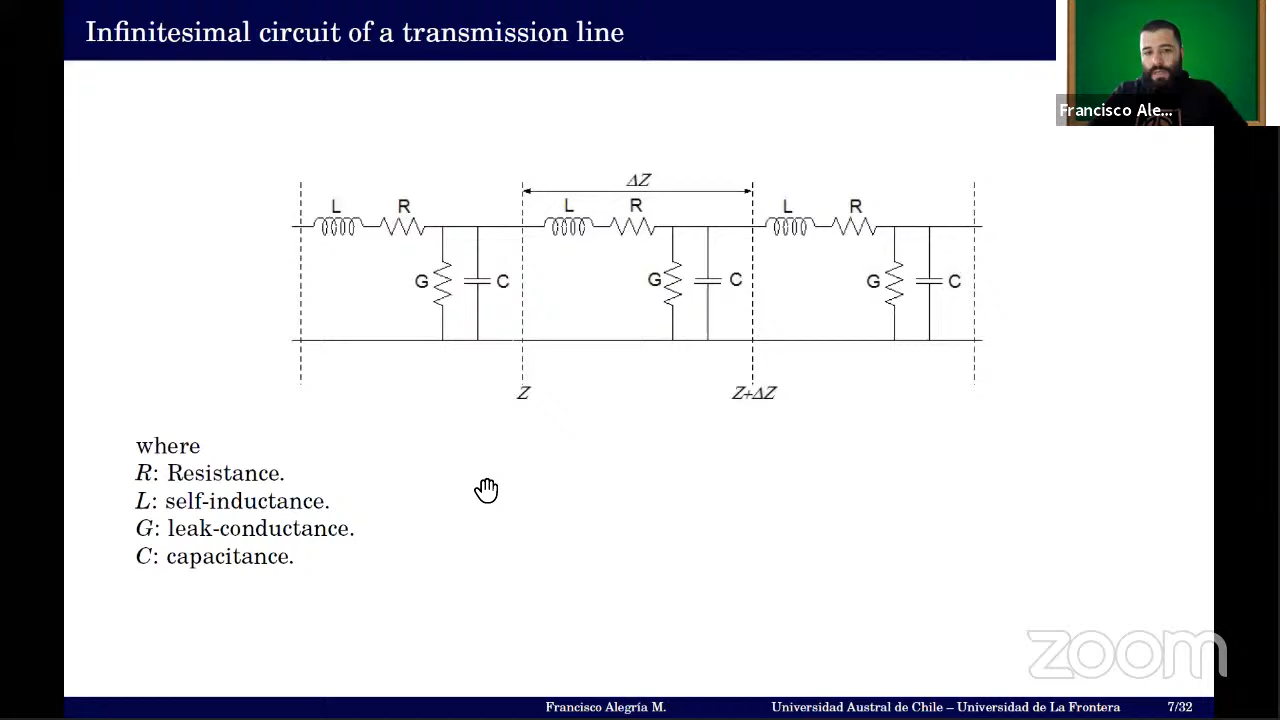 Infinitesimal circuit of a transmission line
Francisco Ale...
ΔZ
L R L R L R
G C G C G C
Z Z+ΔZ
where
R: Resistance.
L: self-inductance.
G: leak-conductance.
C: capacitance.
zoom
Francisco Alegría M. Universidad Austral de Chile – Universidad de La Frontera 7/32